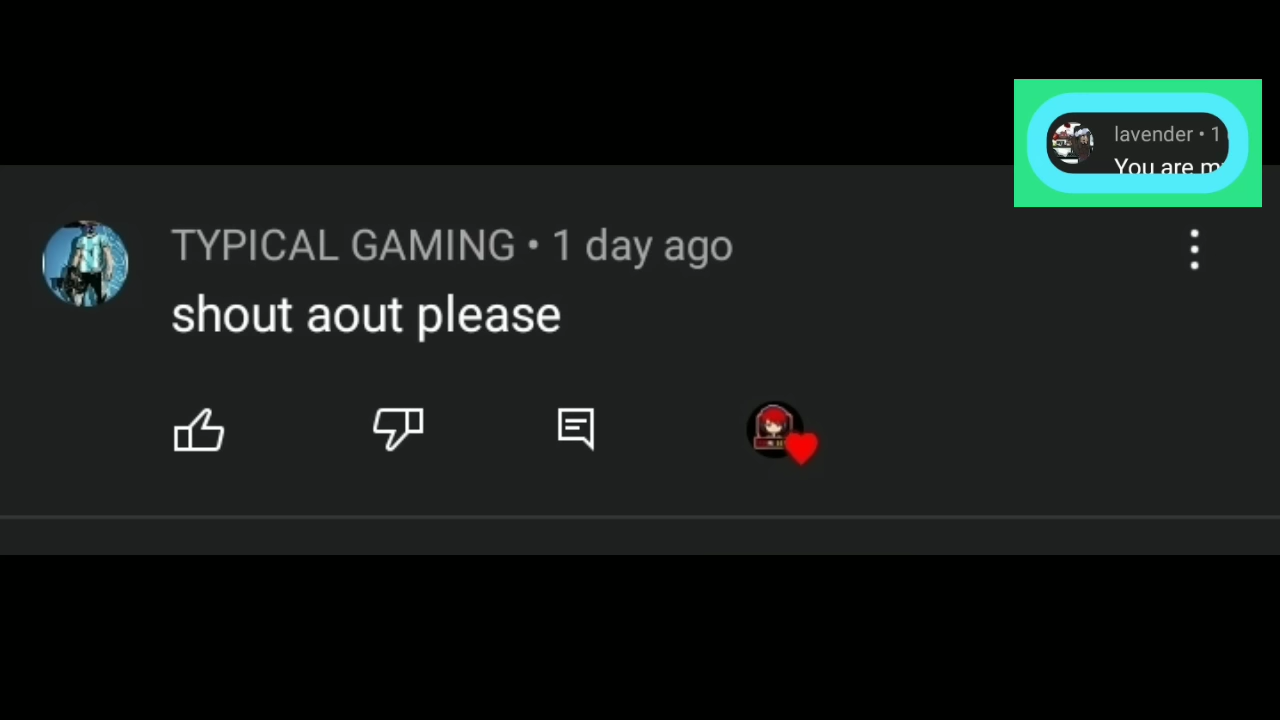 lavender • 1
You are
TYPICAL GAMING • 1 day ago
shout aout please